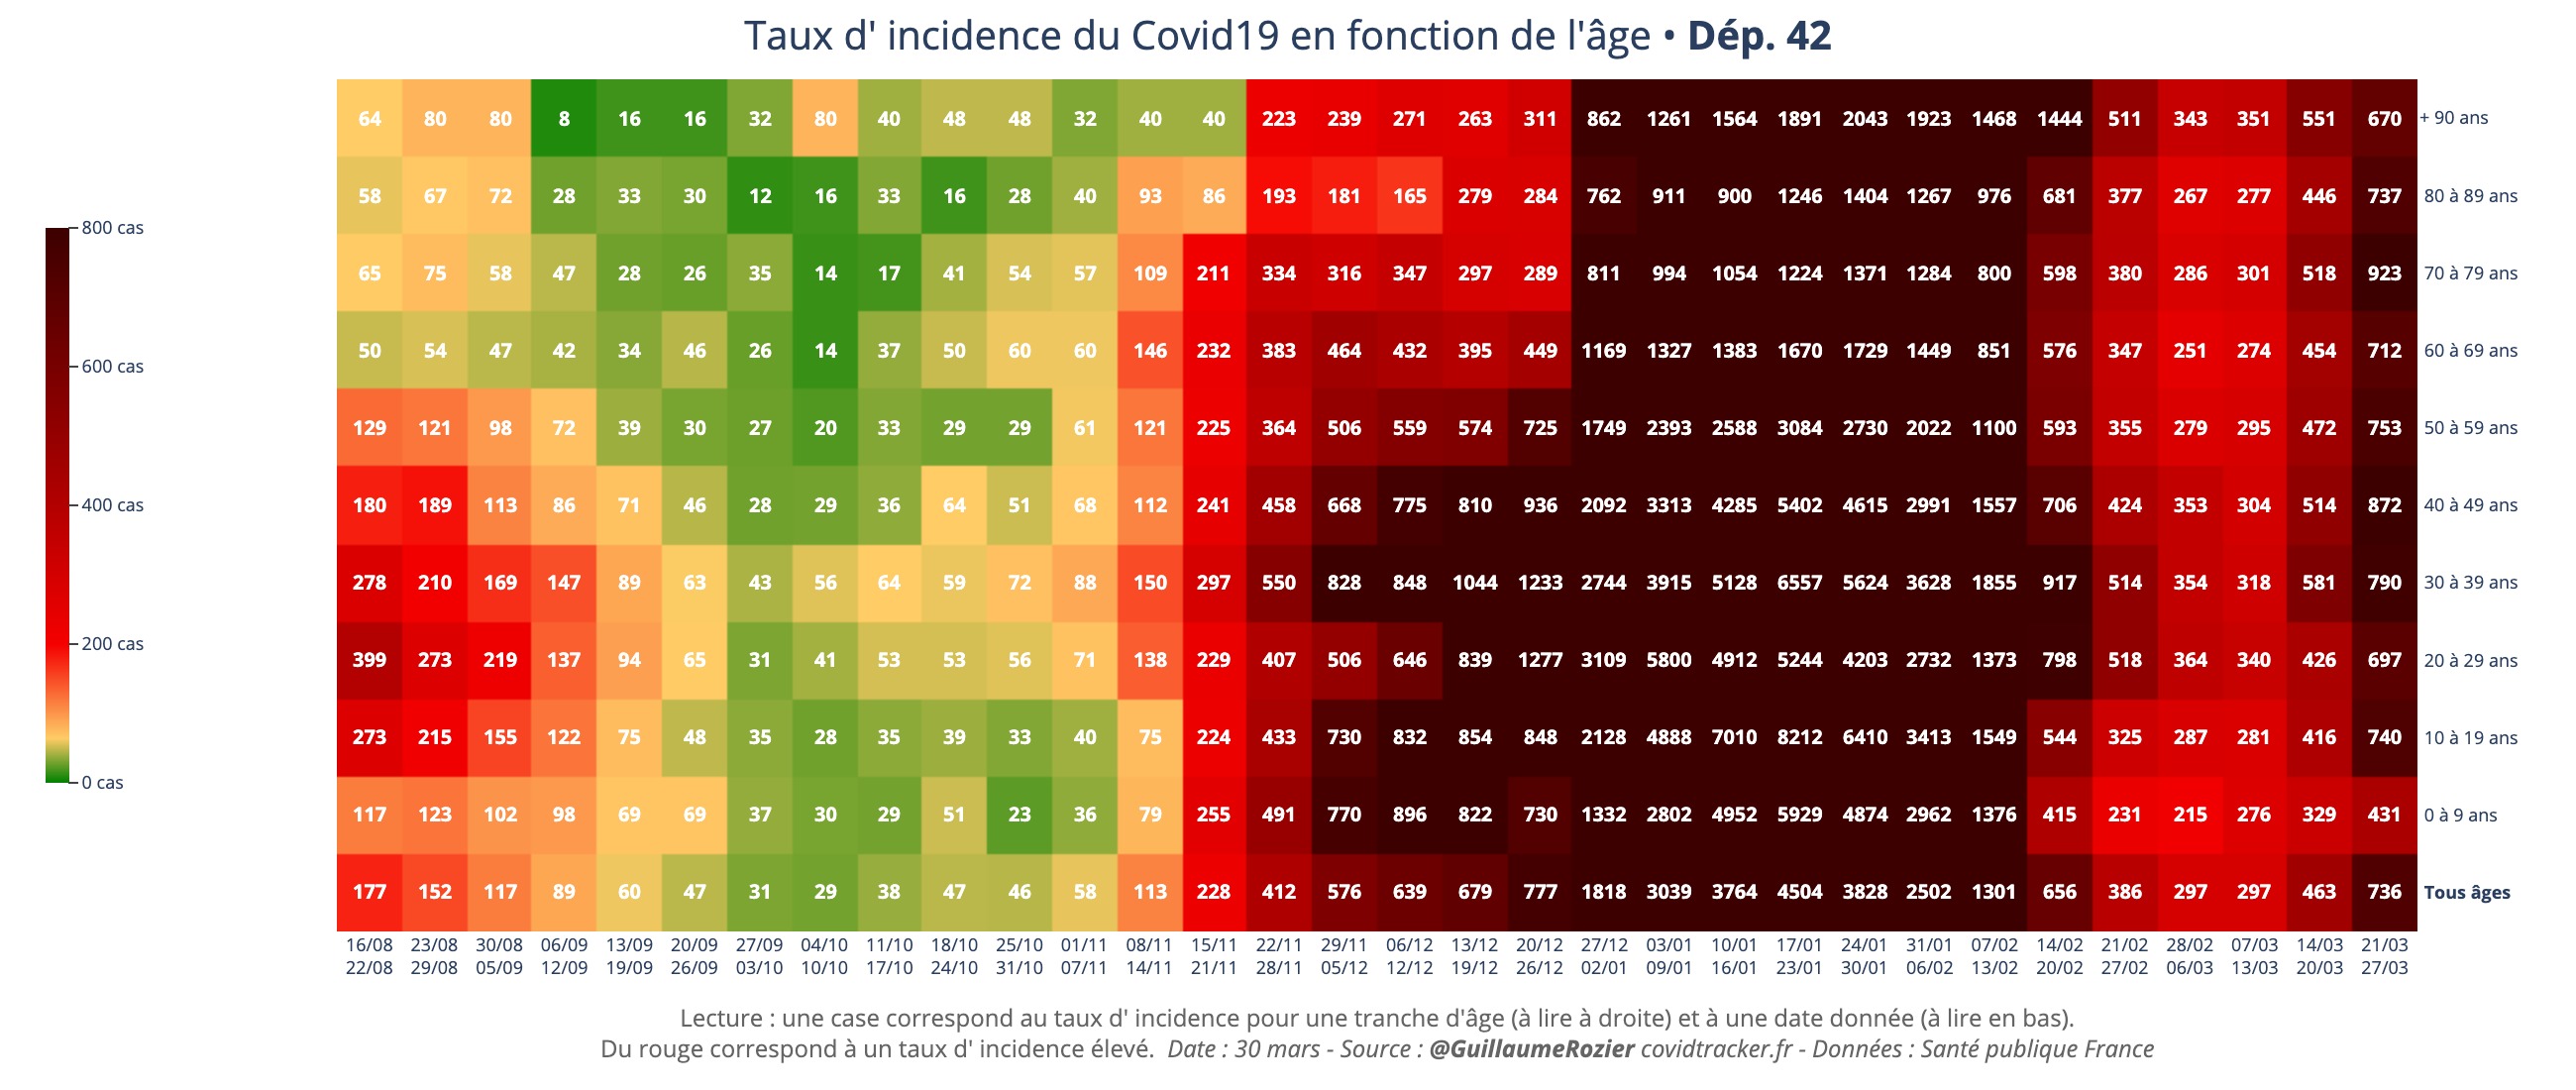 Taux d' incidence du Covid19 en fonction de l'âge • Dép. 42
64 80 80 8 16 16 32 80 40 48 48 32 40 40 223 239 271 263 311 862 1261 1564 1891 2043 1923 1468 1444 511 343 351 551 670 + 90 ans
58 67 72 28 33 30 12 16 33 16 28 40 93 86 193 181 165 279 284 762 911 900 1246 1404 1267 976 681 377 267 277 446 737 80 à 89 ans
800 cas
65 75 58 47 28 26 35 14 17 41 54 57 109 211 334 316 347 297 289 811 994 1054 1224 1371 1284 800 598 380 286 301 518 923 70 à 79 ans
50 54 47 42 34 46 26 14 37 50 60 60 146 232 383 464 432 395 449 1169 1327 1383 1670 1729 1449 851 576 347 251 274 454 712 60 à 69 ans
600 cas
129 121 98 72 39 30 27 20 33 29 29 61 121 225 364 506 559 574 725 1749 2393 2588 3084 2730 2022 1100 593 355 279 295 472 753 50 à 59 ans
400 cas
180 189 113 86 71 46 28 29 36 64 51 68 112 241 458 668 775 810 936 2092 3313 4285 5402 4615 2991 1557 706 424 353 304 514 872 40 à 49 ans
278 210 169 147 89 63 43 56 64 59 72 88 150 297 550 828 848 1044 1233 2744 3915 5128 6557 5624 3628 1855 917 514 354 318 581 790 30 à 39 ans
200 cas
399 273 219 137 94 65 31 41 53 53 56 71 138 229 407 506 646 839 1277 3109 5800 4912 5244 4203 2732 1373 798 518 364 340 426 697 20 à 29 ans
273 215 155 122 75 48 35 28 35 39 33 40 75 224 433 730 832 854 848 2128 4888 7010 8212 6410 3413 1549 544 325 287 281 416 740 10 à 19 ans
0 cas
117 123 102 98 69 69 37 30 29 51 23 36 79 255 491 770 896 822 730 1332 2802 4952 5929 4874 2962 1376 415 231 215 276 329 431 0 à 9 ans
177 152 117 89 60 47 31 29 38 47 46 58 113 228 412 576 639 679 777 1818 3039 3764 4504 3828 2502 1301 656 386 297 297 463 736 Tous âges
16/08 23/08 30/08 06/09 13/09 20/09 27/09 04/10 11/10 18/10 25/10 01/11 08/11 15/11 22/11 29/11 06/12 13/12 20/12 27/12 03/01 10/01 17/01 24/01 31/01 07/02 14/02 21/02 28/02 07/03 14/03 21/03
22/08 29/08 05/09 12/09 19/09 26/09 03/10 10/10 17/10 24/10 31/10 07/11 14/11 21/11 28/11 05/12 12/12 19/12 26/12 02/01 09/01 16/01 23/01 30/01 06/02 13/02 20/02 27/02 06/03 13/03 20/03 27/03
Lecture : une case correspond au taux d' incidence pour une tranche d'âge (à lire à droite) et à une date donnée (à lire en bas).
Du rouge correspond à un taux d' incidence élevé. Date : 30 mars - Source : @GuillaumeRozier covidtracker.fr - Données : Santé publique France